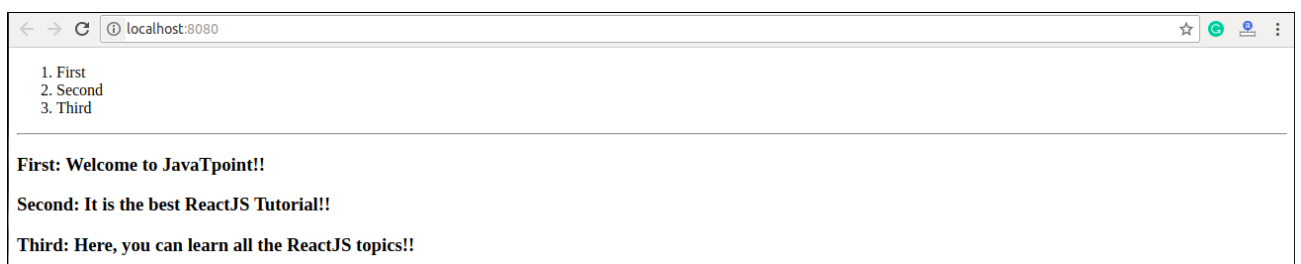 localhost:8080
1. First
2. Second
3. Third
First: Welcome to JavaTpoint!!
Second: It is the best ReactJS Tutorial!!
Third: Here, you can learn all the ReactJS topics!!